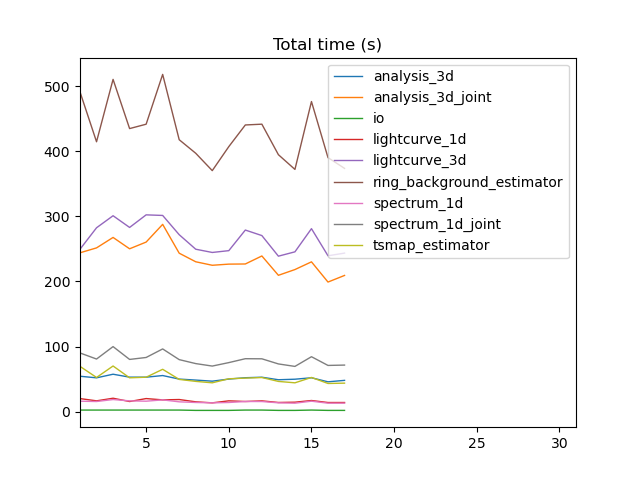 Total time (s)
500
400
300
200
100
0
5
10
15
20
25
30
analysis_3d
analysis_3d_joint
io
lightcurve_1d
lightcurve_3d
ring_background_estimator
spectrum_1d
spectrum_1d_joint
tsmap_estimator